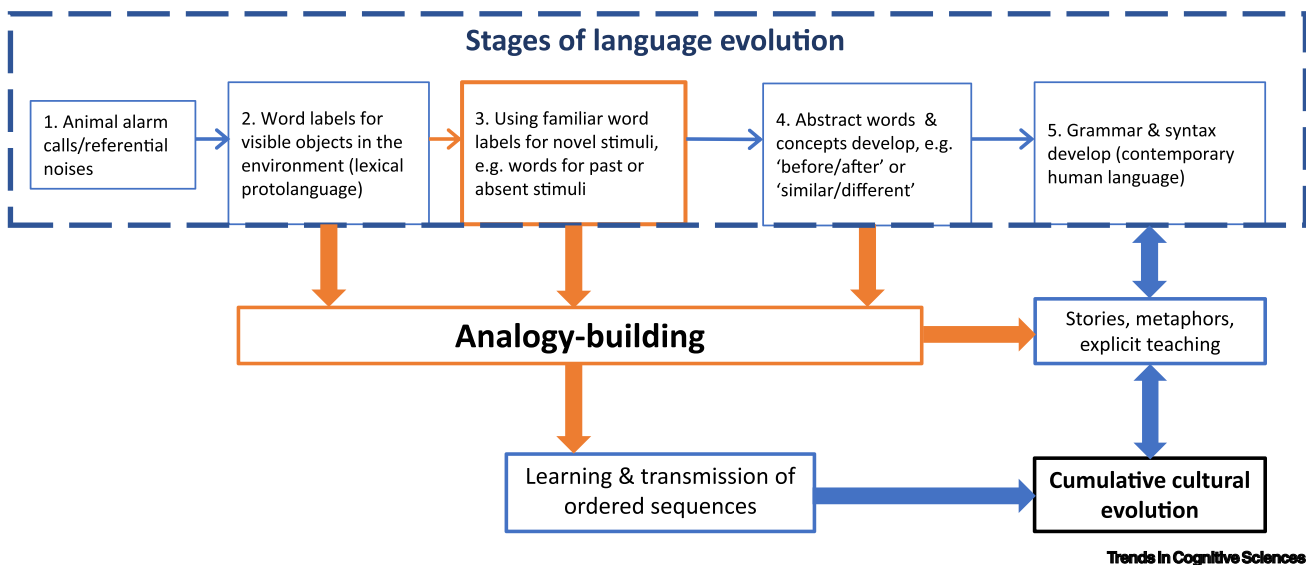 Stages of language evolution
1. Animal alarm
calls/referential
noises
2. Word labels for
visible objects in the
environment (lexical
protolanguage)
3. Using familiar word
labels for novel stimuli,
e.g. words for past or
absent stimuli
4. Abstract words &
concepts develop, e.g.
‘before/after’ or
‘similar/different’
5. Grammar & syntax
develop (contemporary
human language)
Analogy-building
Stories, metaphors,
explicit teaching
Learning & transmission of
ordered sequences
Cumulative cultural
evolution
Trends in Cognitive Sciences